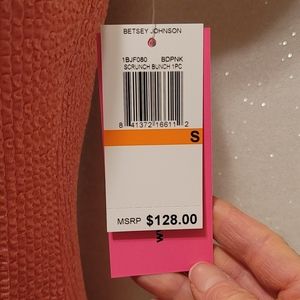 BETSEY JOHNSON
1BJF080 BDPNK
SCRUNCH BUNCH 1PC
8 41372 16611 2
S
MSRP $128.00